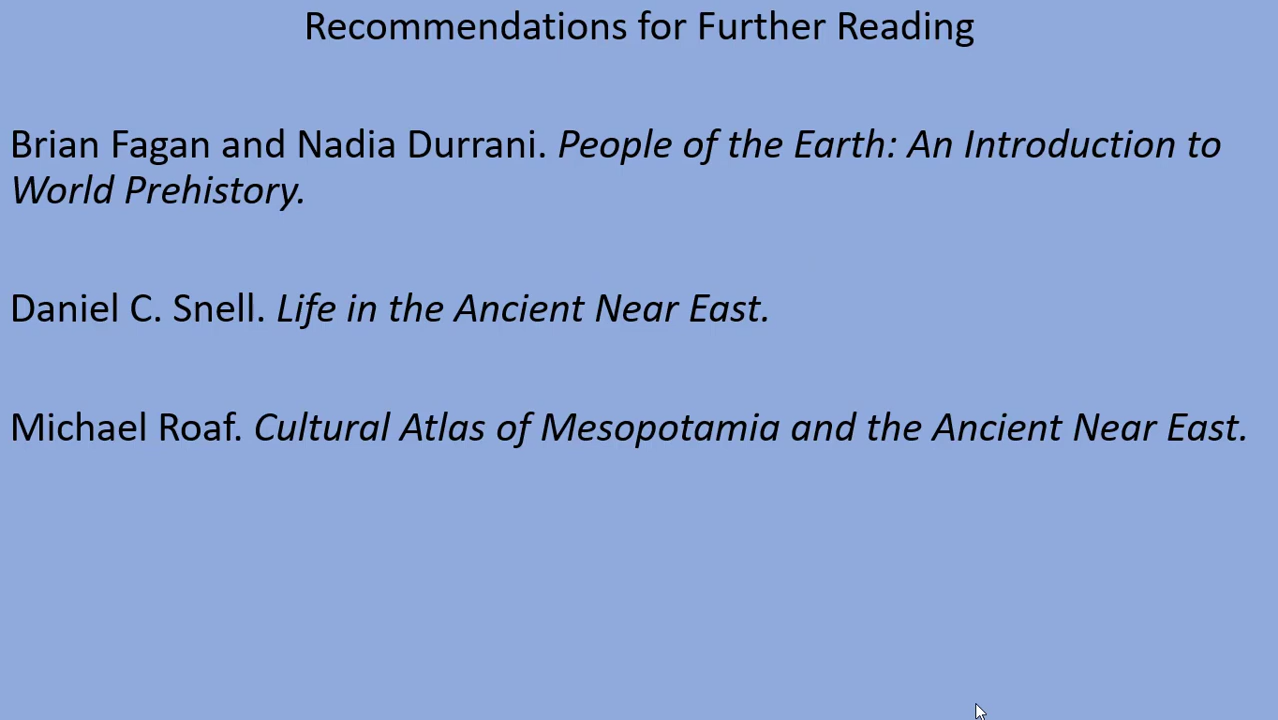 Recommendations for Further Reading
Brian Fagan and Nadia Durrani. People of the Earth: An Introduction to
World Prehistory.
Daniel C. Snell. Life in the Ancient Near East.
Michael Roaf. Cultural Atlas of Mesopotamia and the Ancient Near East.